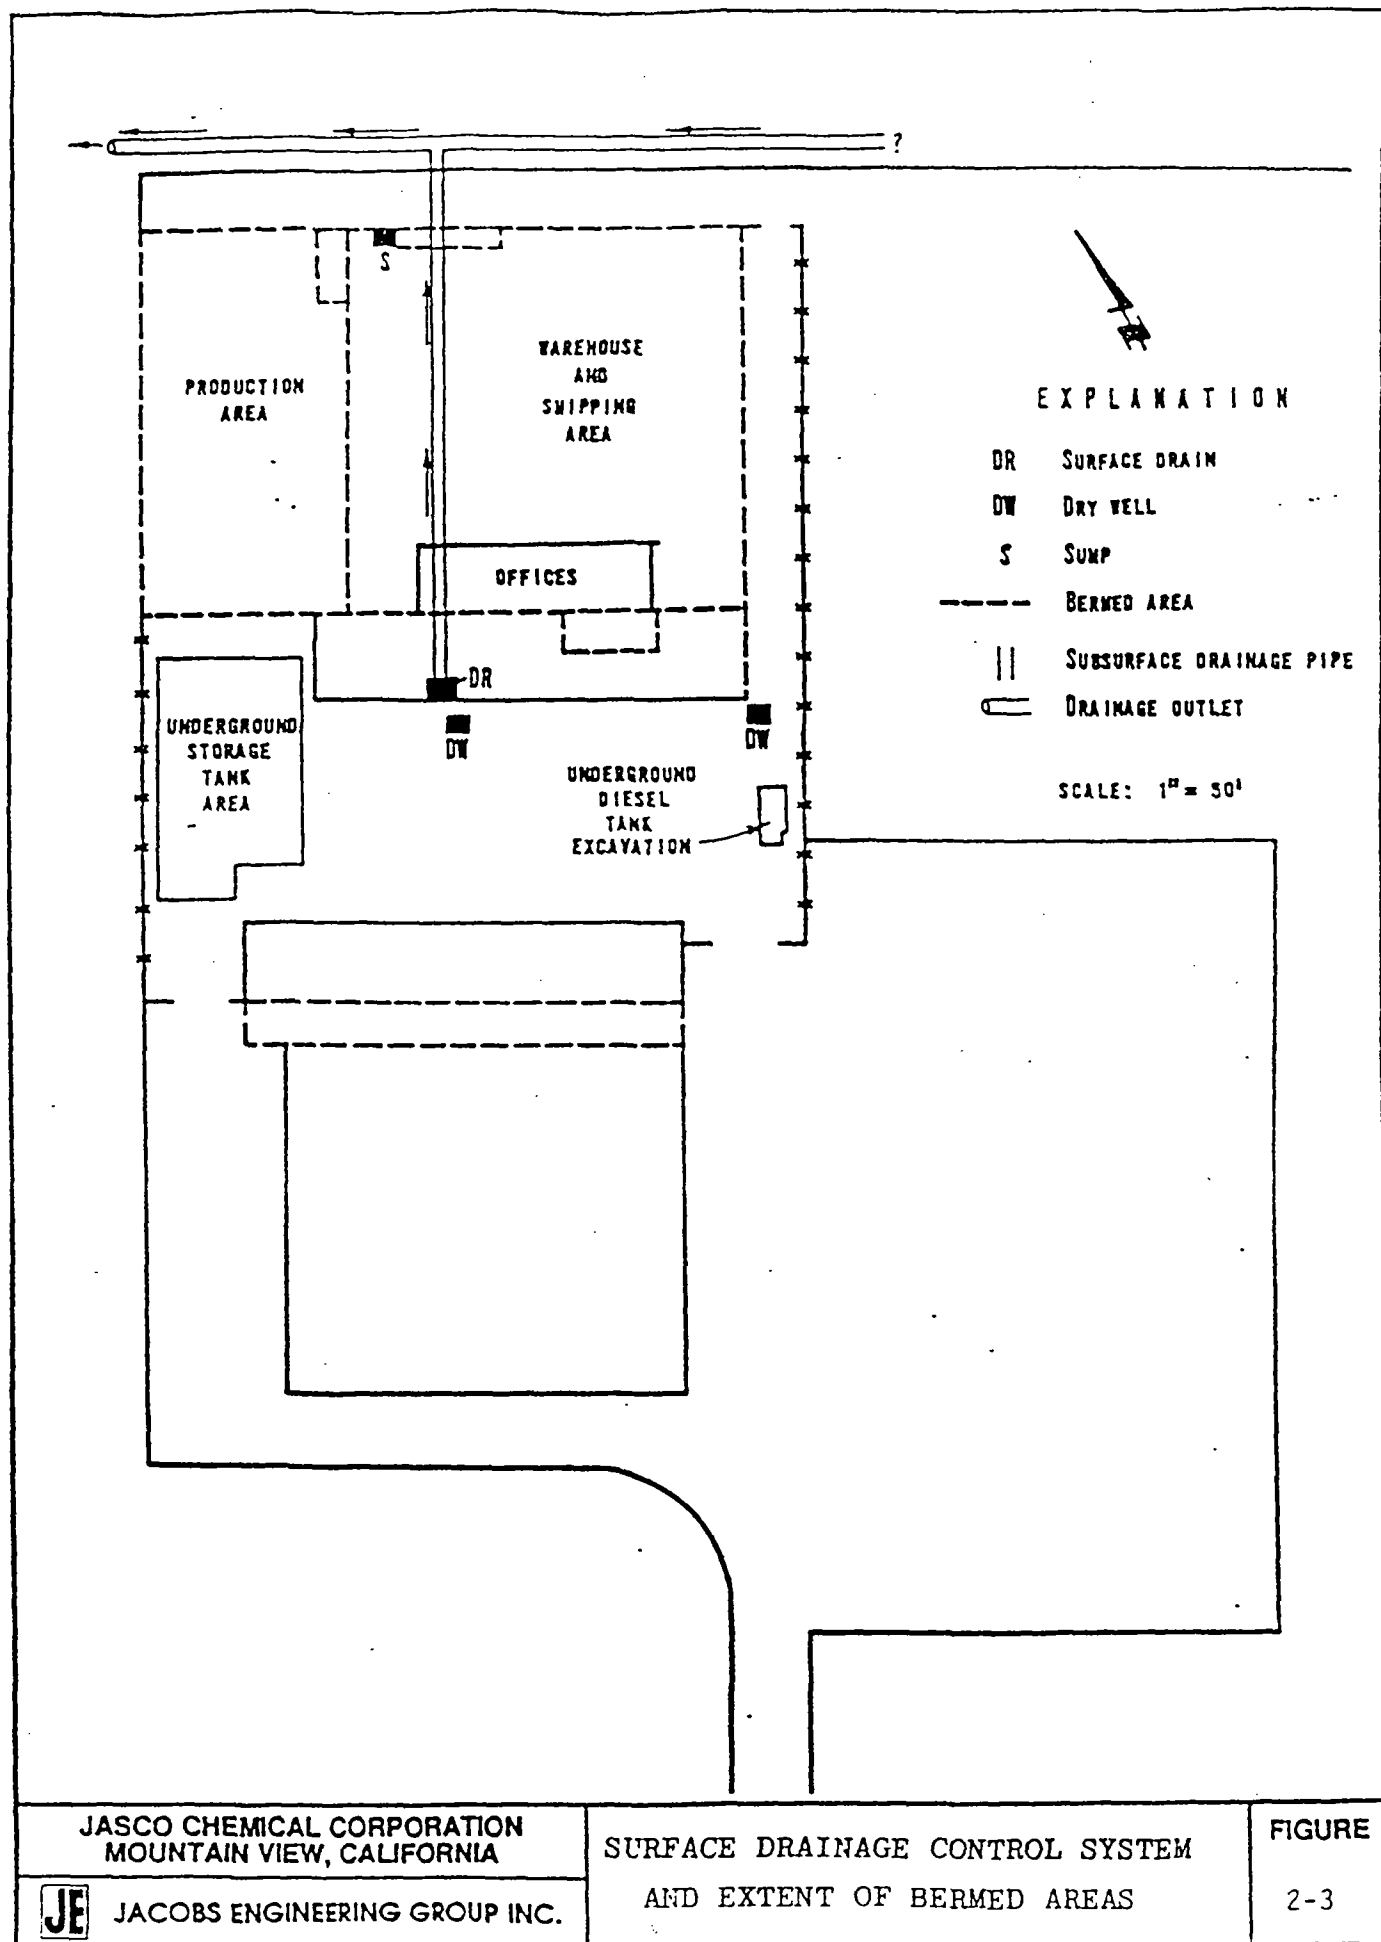 ?
S
PRODUCTION
AREA
WAREHOUSE
AND
SHIPPING
AREA
OFFICES
DR
DW
DW
UNDERGROUND
STORAGE
TANK
AREA
UNDERGROUND
DIESEL
TANK
EXCAVATION
EXPLANATION
DR SURFACE DRAIN
DW DRY WELL
S SUMP
BERMED AREA
SUBSURFACE DRAINAGE PIPE
DRAINAGE OUTLET
SCALE: 1" = 50'
JASCO CHEMICAL CORPORATION
MOUNTAIN VIEW, CALIFORNIA
JE JACOBS ENGINEERING GROUP INC.
SURFACE DRAINAGE CONTROL SYSTEM
AND EXTENT OF BERMED AREAS
FIGURE
2-3